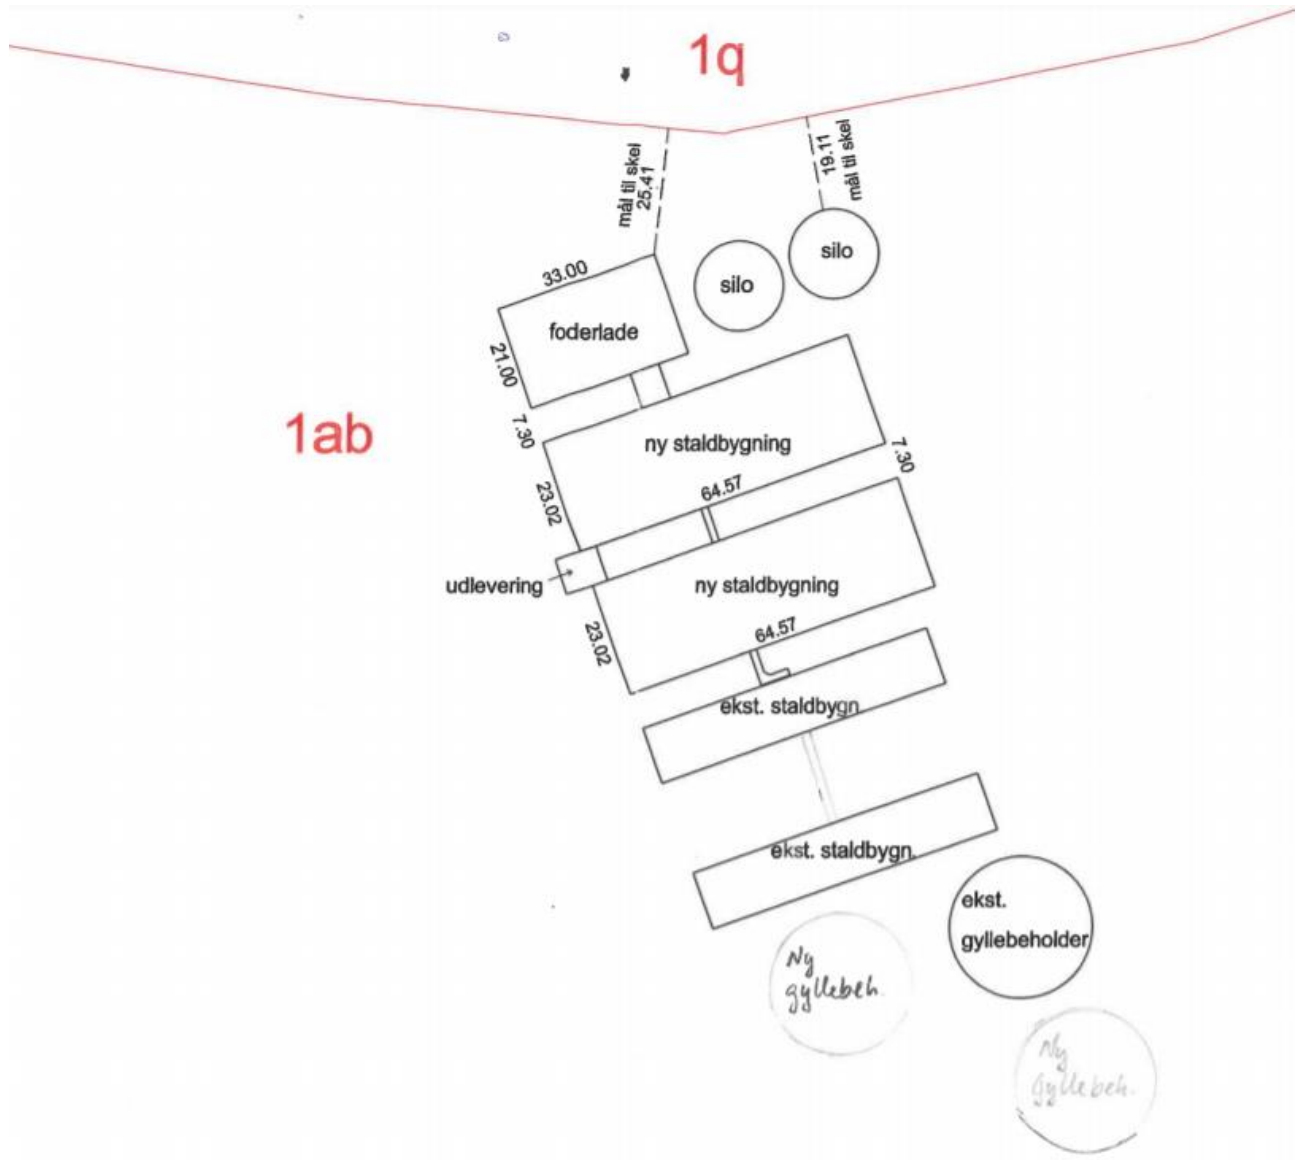 1q
mål til skel
25.41
19.11
mål til skel
silo
silo
33.00
foderlade
21.00
1ab
7.30
ny staldbygning
7.30
23.02
64.57
udlevering
ny staldbygning
23.02
64.57
ekst. staldbygn.
ekst. staldbygn.
ekst.
gyllebeholder
Ny
gyllebeh.
Ny
gyllebeh.